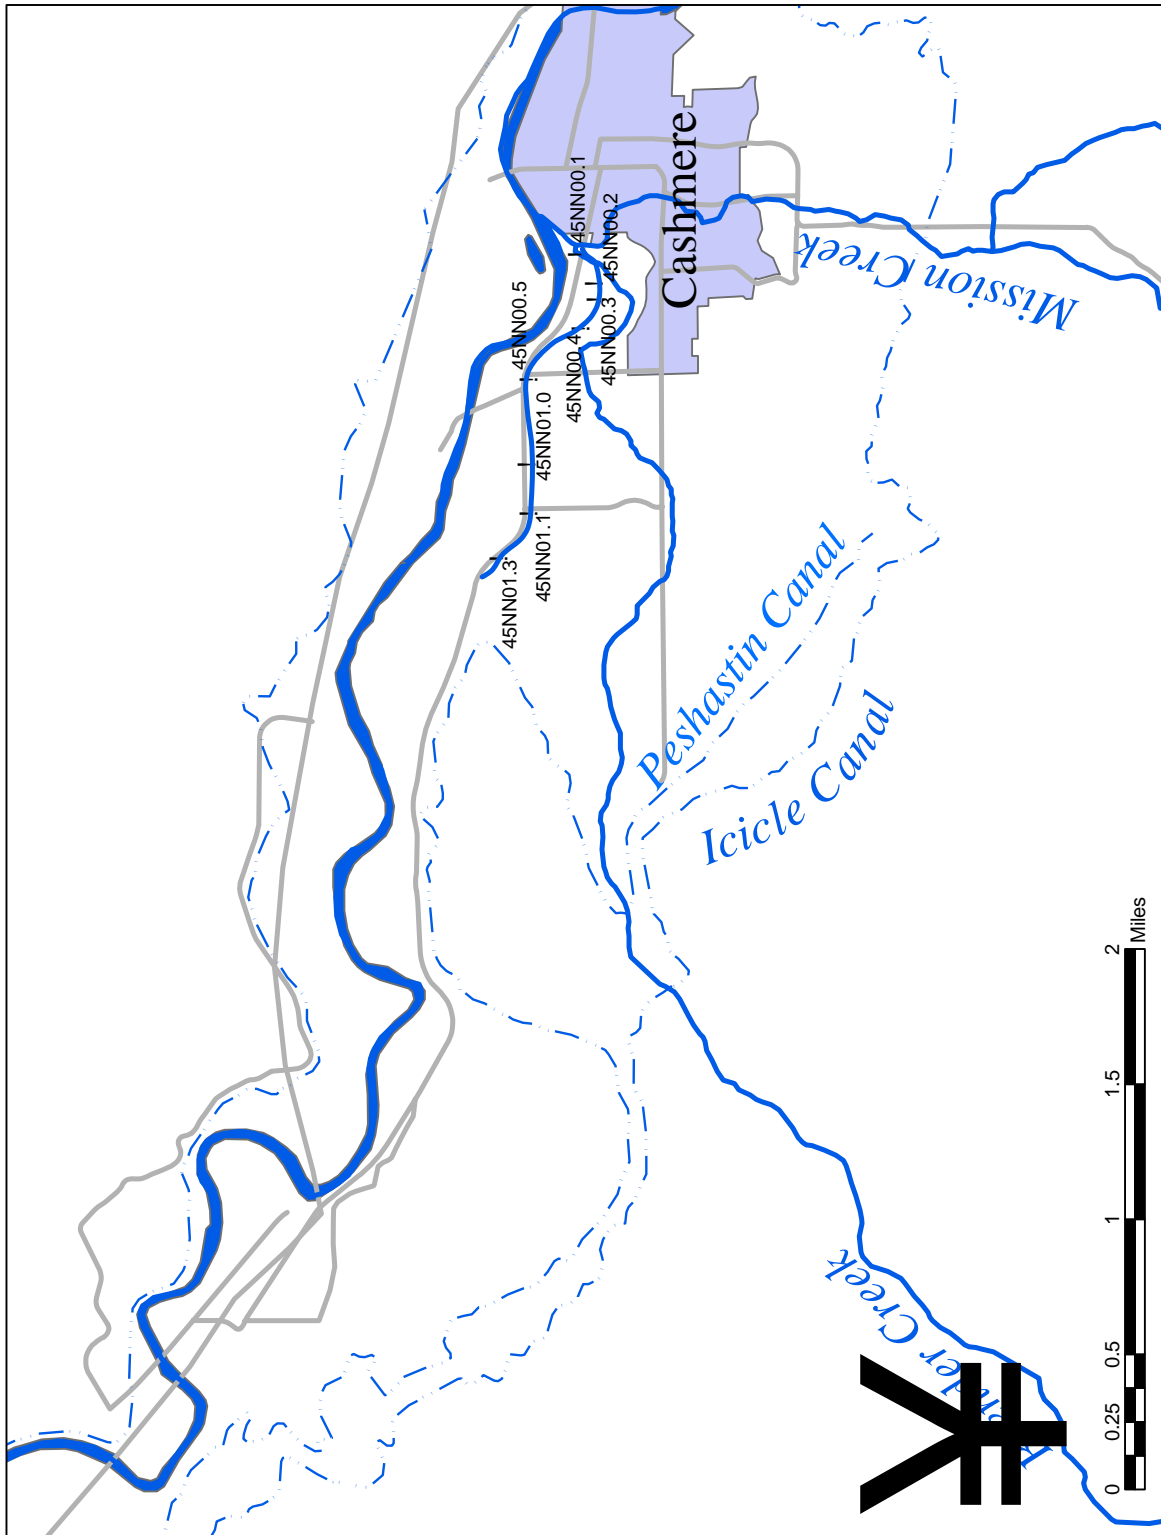 45NN00.1
45NN00.2
45NN00.3
45NN00.4
45NN00.5
45NN01.0
45NN01.1
45NN01.3
Cashmere
Mission Creek
Peshastin Canal
Icicle Canal
Creek
¥
0 0.25 0.5 1 1.5 2
Miles